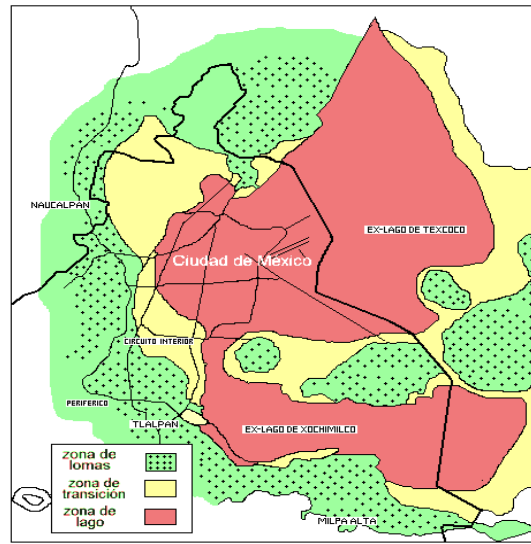 NAUCALPAN
EX-LAGO DE TEXCOCO
Ciudad de México
CIRCUITO INTERIOR
PERIFERICO
TLALPAN
EX-LAGO DE XOCHIMILCO
zona de
lomas
zona de
transición
zona de
lago
MILPA ALTA